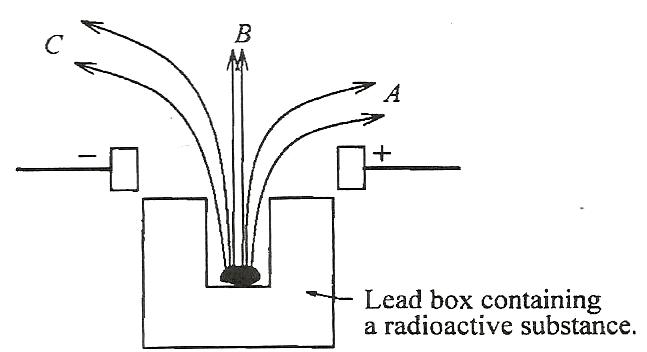 C
B
A
−
+
Lead box containing
a radioactive substance.